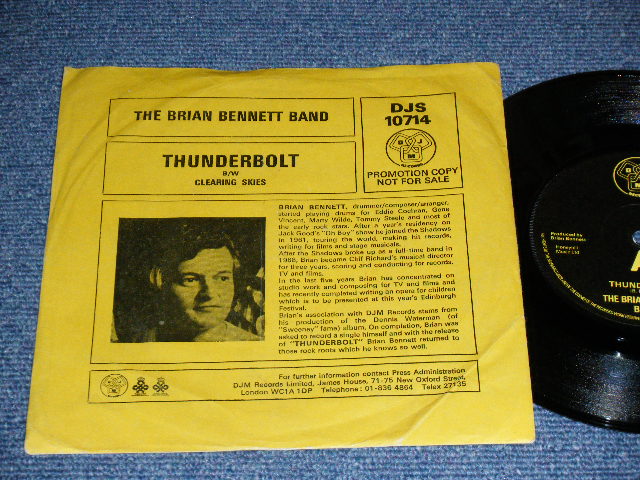 THE BRIAN BENNETT BAND
THUNDERBOLT
B/W
CLEARING SKIES
DJS
10714
D J M
RECORDS
PROMOTION COPY
NOT FOR SALE
BRIAN BENNETT, drummer/composer/arranger,
started playing drums for Eddie Cochran, Gene
Vincent, Marty Wilde, Tommy Steele and most of
the early rock stars. After a year's residency on
Jack Good's "Oh Boy" show he joined the Shadows
in 1961, touring the world, making hit records,
writing for films and stage musicals.
After the Shadows broke up as a full-time band in
1968, Brian became Cliff Richard's musical director
for three years, scoring and conducting for records,
TV and films.
In the last five years Brian has concentrated on
studio work and composing for TV and films and
has recently completed writing an opera for children
which is to be presented at this year's Edinburgh
Festival.
Brian's association with DJM Records stems from
his production of the Dennis Waterman (of
"Sweeney" fame) album. On completion, Brian was
asked to record a single himself and with the release
of "THUNDERBOLT" Brian Bennett returned to
those rock roots which he knows so well.
For further information contact Press Administration
DJM Records Limited, James House, 71-75 New Oxford Street,
London WC1A 1DP Telephone: 01-836 4864 Telex 27135
Produced by
Brian Bennett
Music Ltd
THUND
THE BRIAN
B